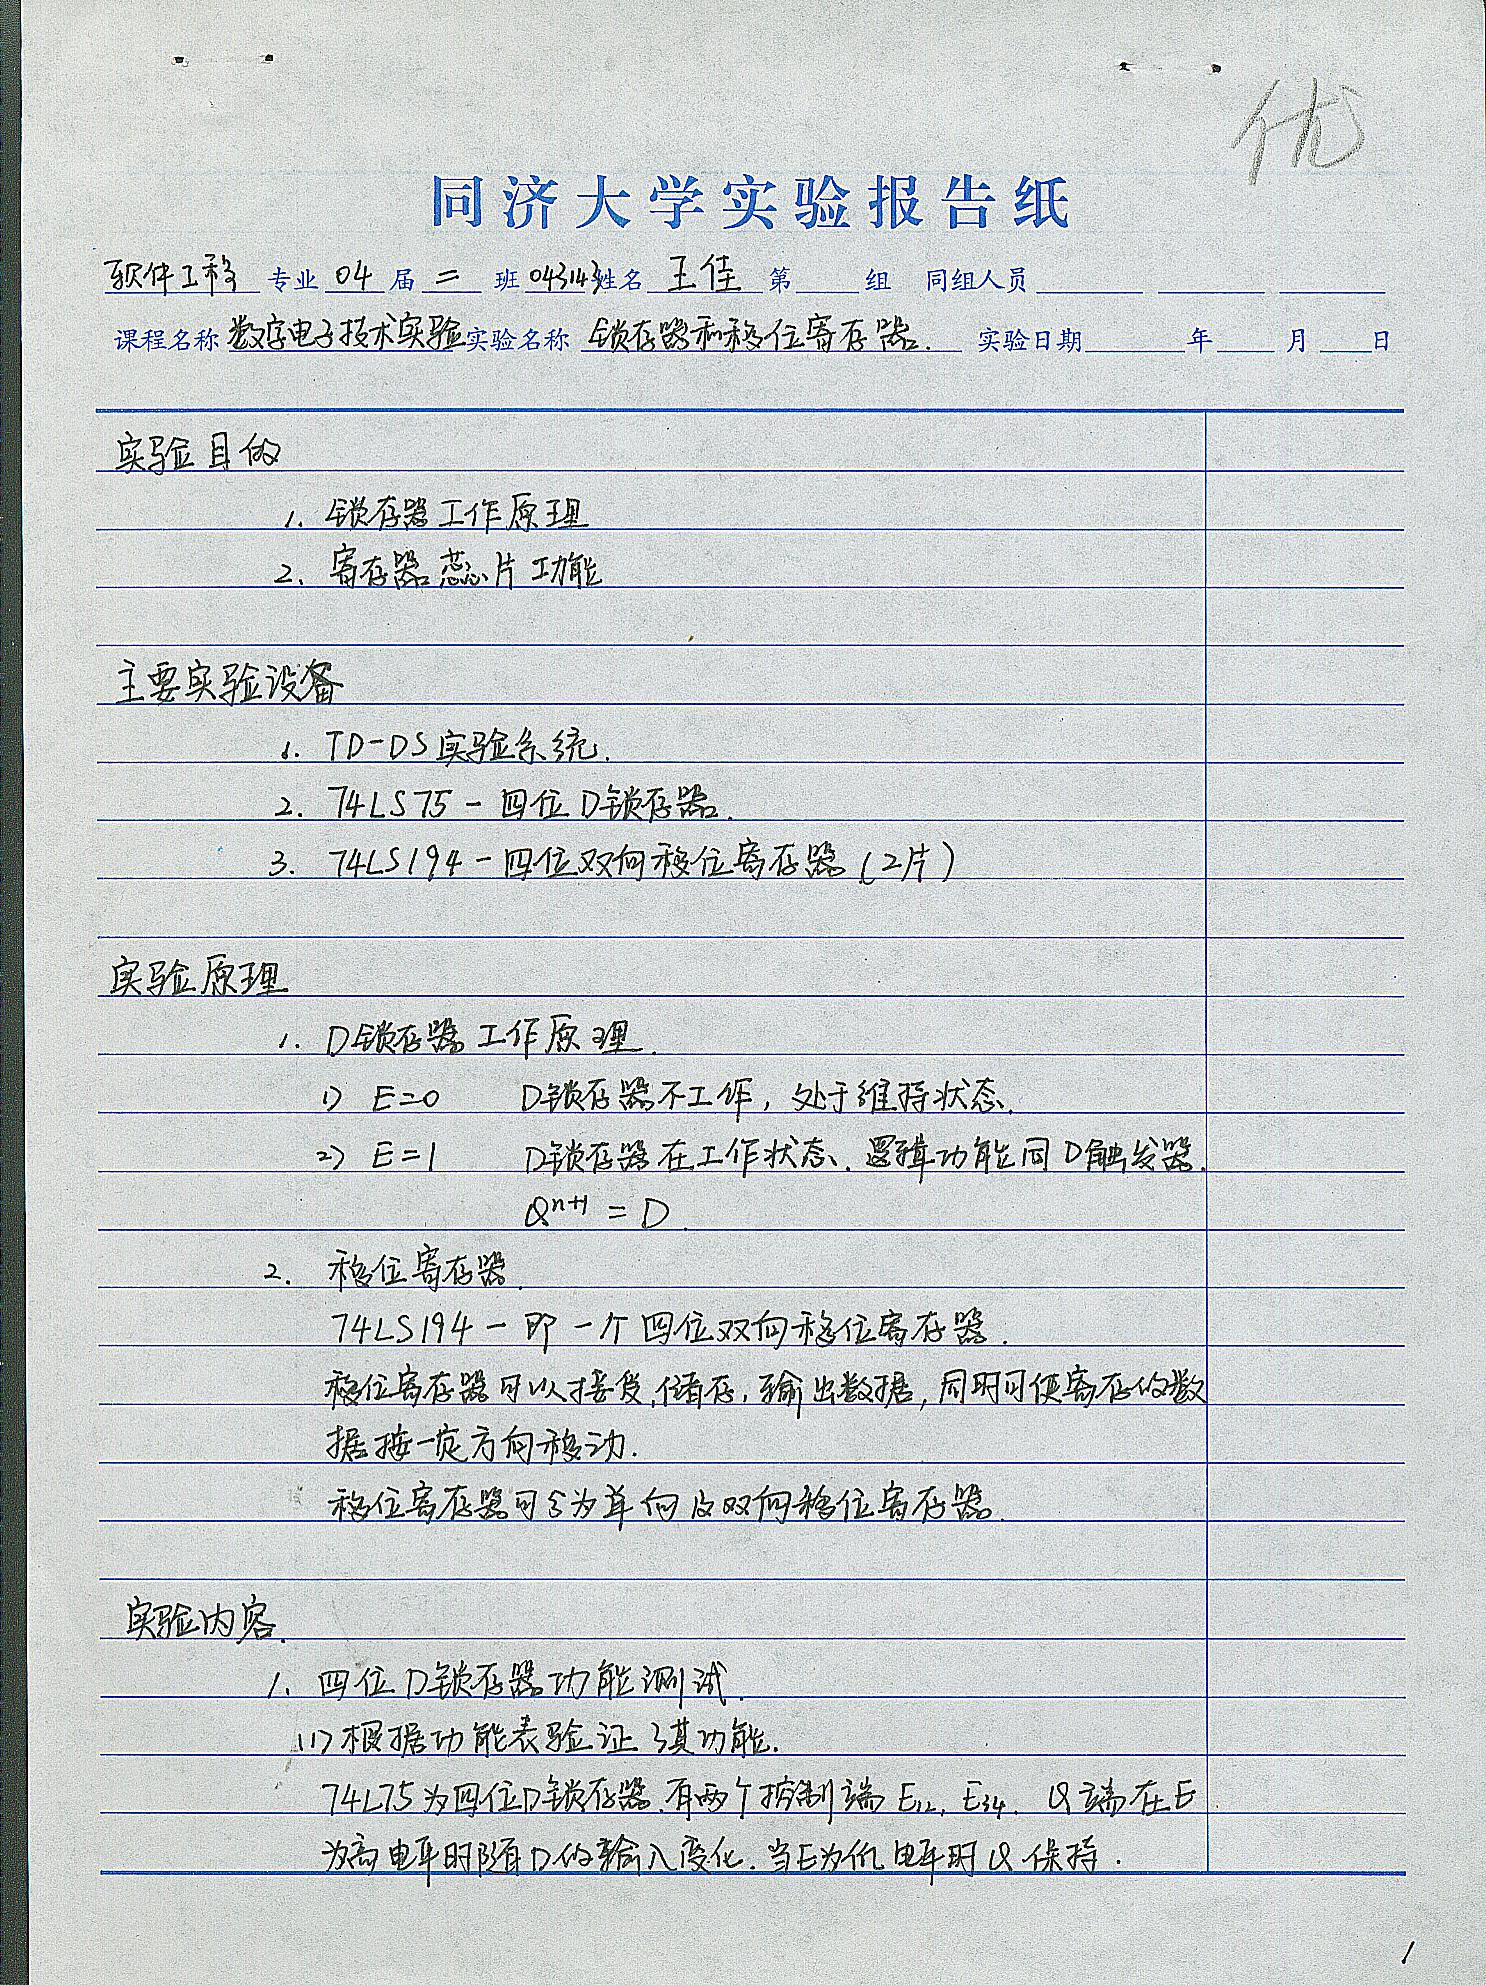 优
同济大学实验报告纸
软件工程 专业 04 届 二 班 043143 姓名 王佳 第 组 同组人员
课程名称 数字电子技术实验 实验名称 锁存器和移位寄存器. 实验日期 年 月 日
实验目的
1. 锁存器工作原理
2. 寄存器蕊片功能
主要实验设备
1. TD-DS实验系统.
2. 74LS75-四位D锁存器.
3. 74LS194-四位双向移位寄存器(2片)
实验原理
1. D锁存器工作原理.
1) E=0 D锁存器不工作, 处于维持状态.
2) E=1 D锁存器在工作状态. 逻辑功能同D触发器.
Qⁿ⁺¹ = D.
2. 移位寄存器.
74LS194-即一个四位双向移位寄存器.
移位寄存器可以接受,储存,输出数据,同时可使寄存的数
据按一定方向移动.
移位寄存器可分为单向及双向移位寄存器.
实验内容.
1. 四位D锁存器功能测试.
(1) 根据功能表验证其功能.
74L75为四位D锁存器.有两个控制端E12, E34. Q端在E
为高电平时随D的输入变化.当E为低电平时Q保持.
1